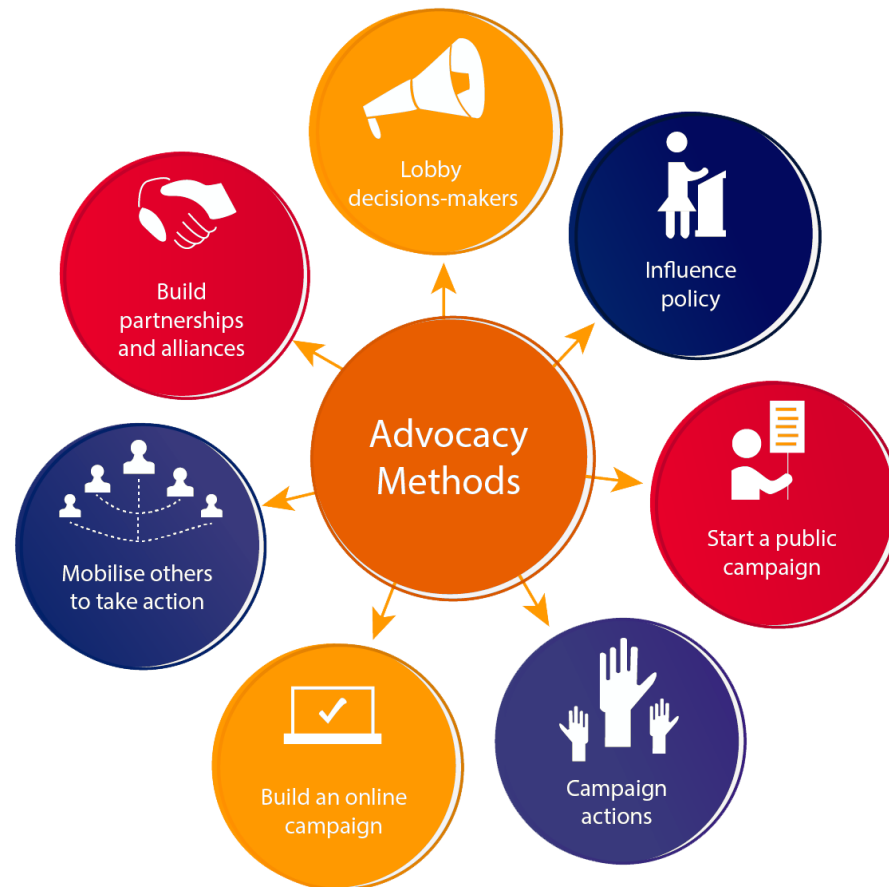 Lobby
decisions-makers
Influence
policy
Build
partnerships
and alliances
Advocacy
Methods
Start a public
campaign
Mobilise others
to take action
Campaign
actions
Build an online
campaign